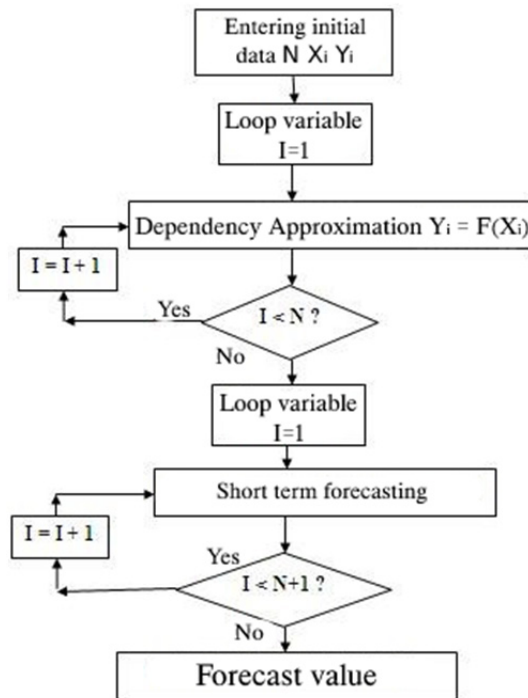 Entering initial
data N Xi Yi
Loop variable
I=1
Dependency Approximation Yi = F(Xi)
I = I + 1
I < N ?
Yes
No
Loop variable
I=1
Short term forecasting
I = I + 1
Yes
I < N+1 ?
No
Forecast value